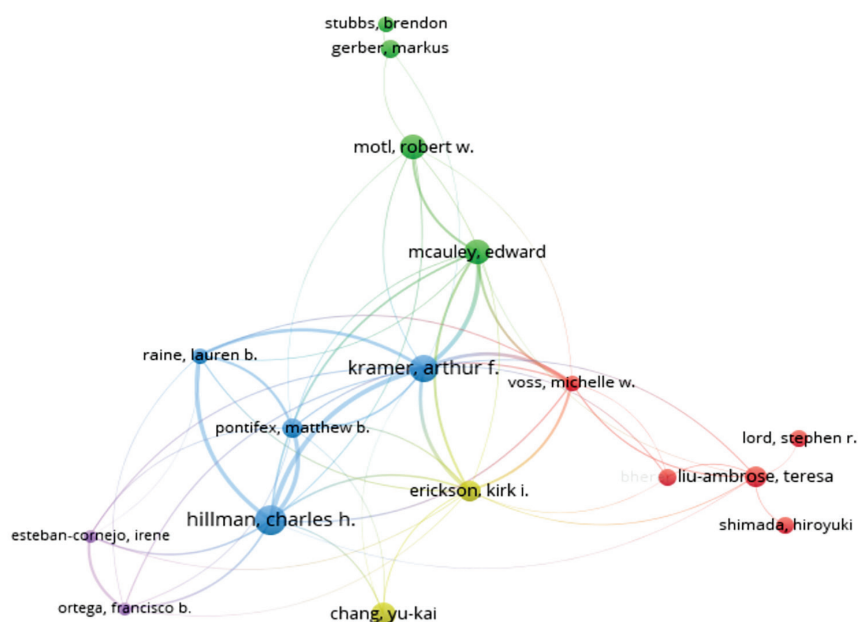 stubbs, brendon
gerber, markus
motl, robert w.
mcauley, edward
raine, lauren b.
kramer, arthur f.
voss, michelle w.
pontifex, matthew b.
lord, stephen r.
liu-ambrose, teresa
erickson, kirk i.
hillman, charles h.
shimada, hiroyuki
esteban-cornejo, irene
ortega, francisco b.
chang, yu-kai